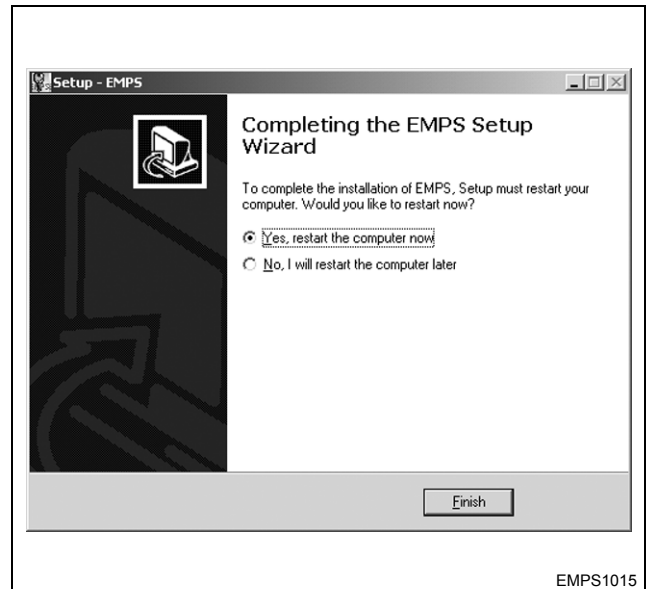 Setup - EMPS
Completing the EMPS Setup
Wizard
To complete the installation of EMPS, Setup must restart your
computer. Would you like to restart now?
Yes, restart the computer now
No, I will restart the computer later
Finish
EMPS1015